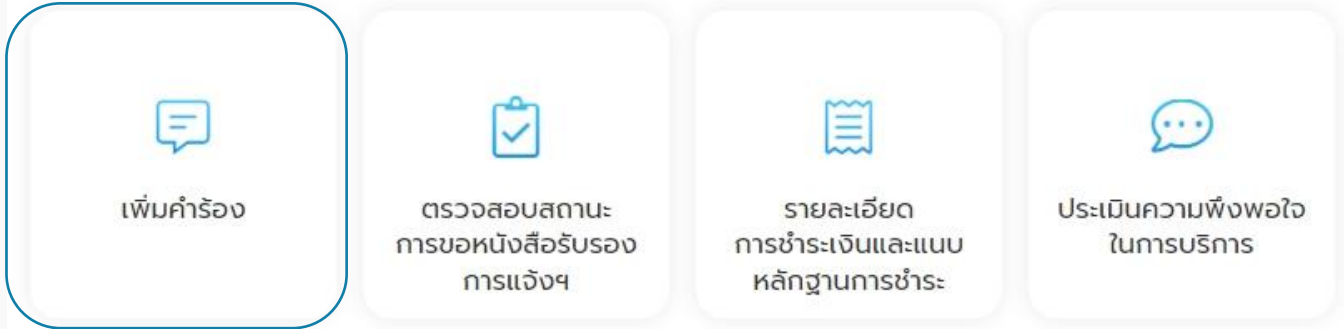 เพิ่มคำร้อง
ตรวจสอบสถานะ
การขอหนังสือรับรอง
การแจ้งฯ
รายละเอียด
การชำระเงินและแนบ
หลักฐานการชำระ
ประเมินความพึงพอใจ
ในการบริการ